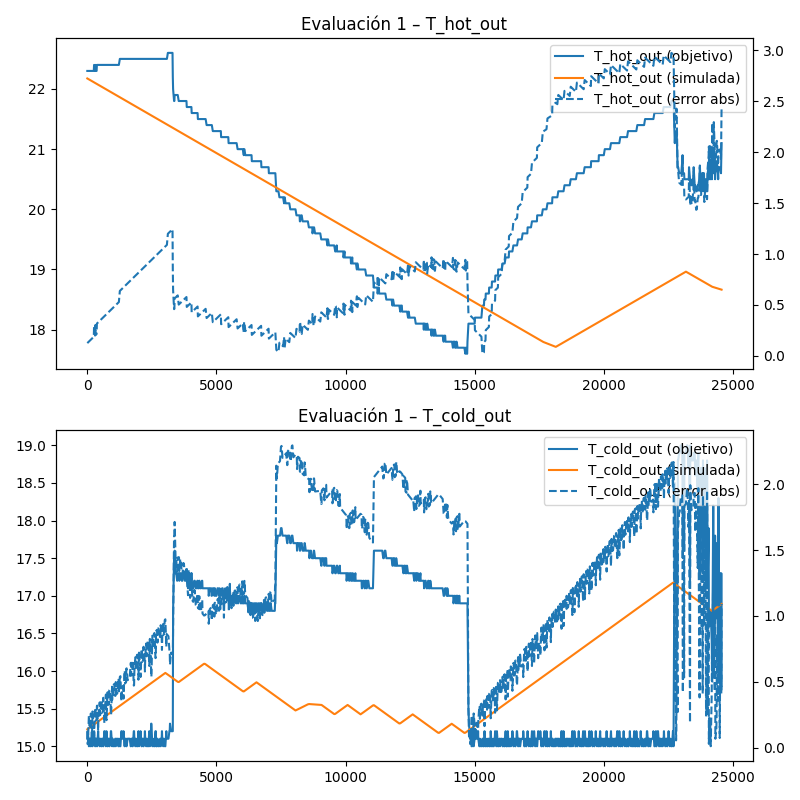 Evaluación 1 – T_hot_out
T_hot_out (objetivo)
T_hot_out (simulada)
T_hot_out (error abs)
22
21
20
19
18
3.0
2.5
2.0
1.5
1.0
0.5
0.0
0 5000 10000 15000 20000 25000
Evaluación 1 – T_cold_out
T_cold_out (objetivo)
T_cold_out (simulada)
T_cold_out (error abs)
19.0
18.5
18.0
17.5
17.0
16.5
16.0
15.5
15.0
2.0
1.5
1.0
0.5
0.0
0 5000 10000 15000 20000 25000